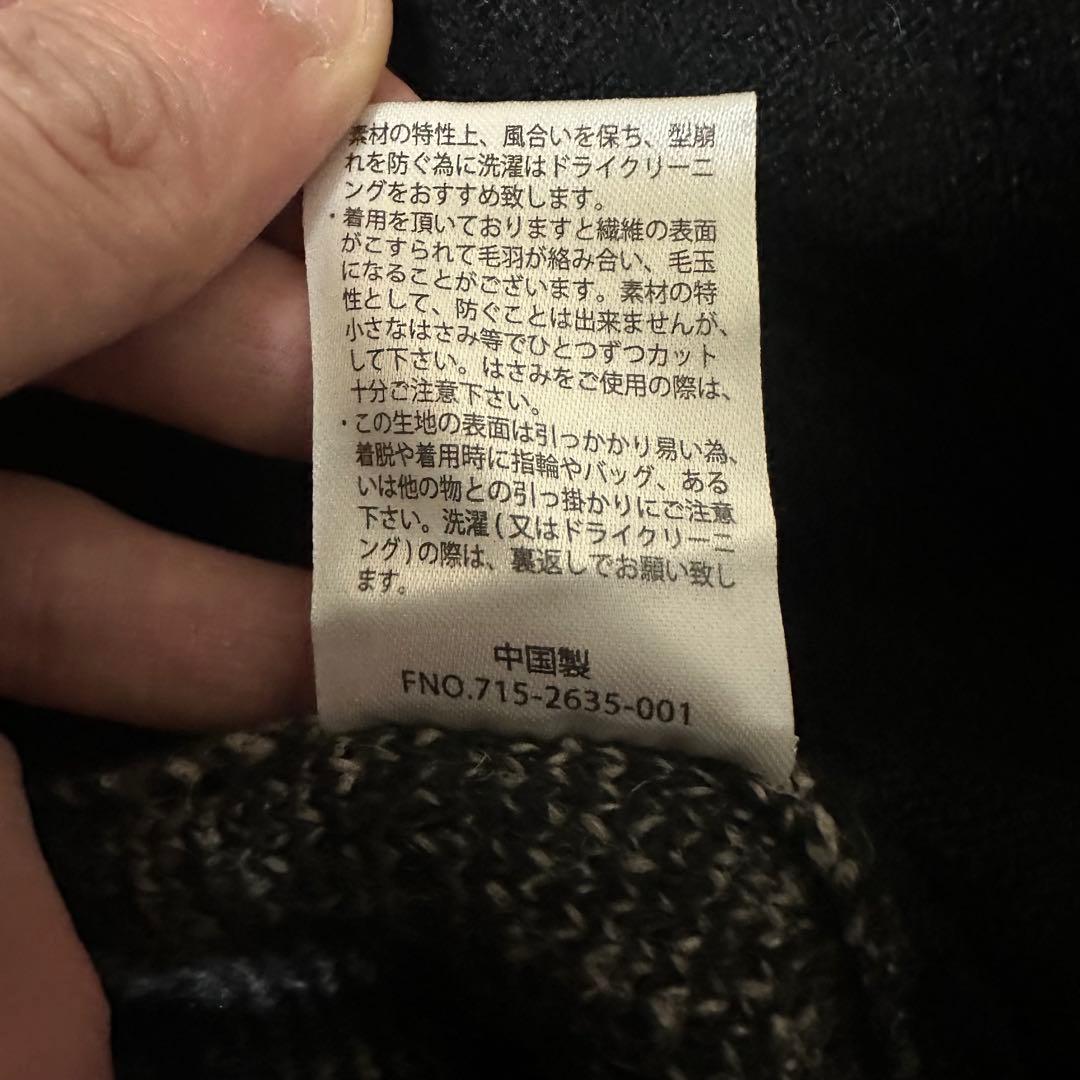 素材の特性上、風合いを保ち、型崩
れを防ぐ為に洗濯はドライクリーニ
ングをおすすめ致します。
・着用を頂いておりますと繊維の表面
がこすられて毛羽が絡み合い、毛玉
になることがございます。素材の特
性として、防ぐことは出来ませんが、
小さなはさみ等でひとつずつカット
して下さい。はさみをご使用の際は、
十分ご注意下さい。
・この生地の表面は引っかかり易い為、
着脱や着用時に指輪やバッグ、ある
いは他の物との引っ掛かりにご注意
下さい。洗濯(又はドライクリーニ
ング)の際は、裏返しでお願い致し
ます。
中国製
FNO.715-2635-001